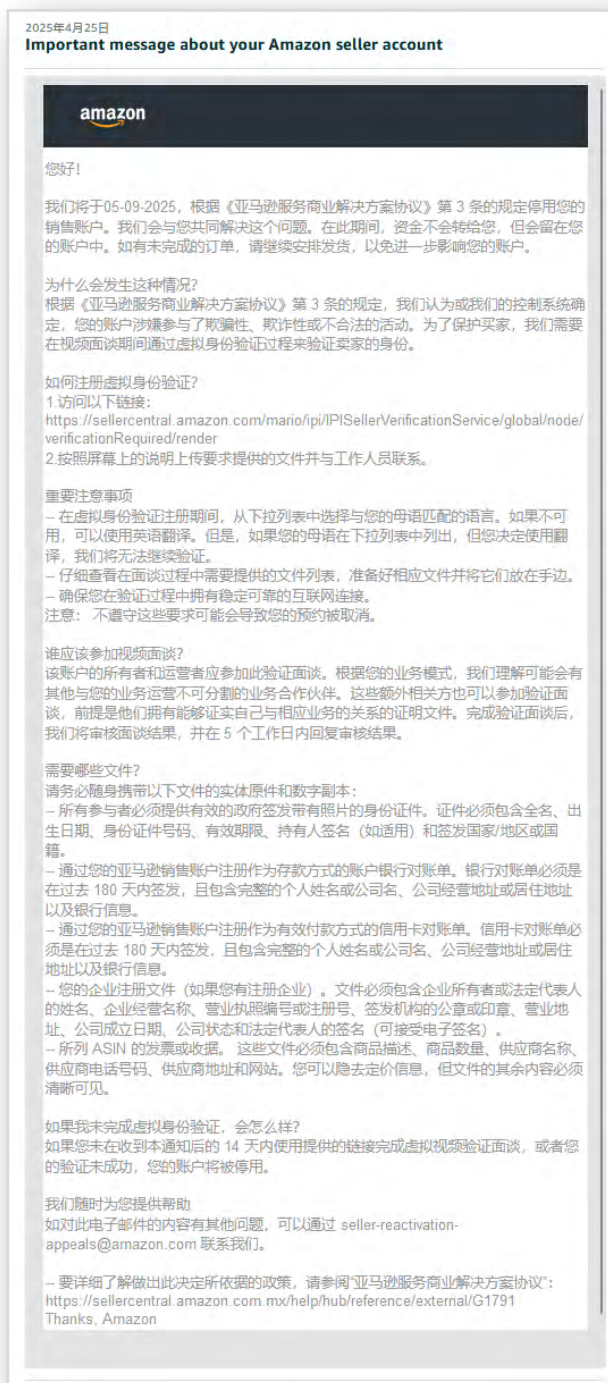 2025年4月25日
Important message about your Amazon seller account
amazon
您好！
我们将于05-09-2025，根据《亚马逊服务商业解决方案协议》第 3 条的规定停用您的
销售账户。我们会与您共同解决这个问题。在此期间，资金不会转给您，但会留在您
的账户中。如有未完成的订单，请继续安排发货，以免进一步影响您的账户。
为什么会发生这种情况？
根据《亚马逊服务商业解决方案协议》第 3 条的规定，我们认为或我们的控制系统确
定，您的账户涉嫌参与了欺骗性、欺诈性或不合法的活动。为了保护买家，我们需要
在视频面谈期间通过虚拟身份验证过程来验证卖家的身份。
如何注册虚拟身份验证？
1.访问以下链接：
https://sellercentral.amazon.com/mario/ipi/IPISellerVerificationService/global/node/
verificationRequired/render
2.按照屏幕上的说明上传要求提供的文件并与工作人员联系。
重要注意事项
-- 在虚拟身份验证注册期间，从下拉列表中选择与您的母语匹配的语言。如果不可
用，可以使用英语翻译。但是，如果您的母语在下拉列表中列出，但您决定使用翻
译，我们将无法继续验证。
-- 仔细查看在面谈过程中需要提供的文件列表，准备好相应文件并将它们放在手边。
-- 确保您在验证过程中拥有稳定可靠的互联网连接。
注意： 不遵守这些要求可能会导致您的预约被取消。
谁应该参加视频面谈？
该账户的所有者和运营者应参加此验证面谈。根据您的业务模式，我们理解可能会有
其他与您的业务运营不可分割的业务合作伙伴。这些额外相关方也可以参加验证面
谈，前提是他们拥有能够证实自己与相应业务的关系的证明文件。完成验证面谈后，
我们将审核面谈结果，并在 5 个工作日内回复审核结果。
需要哪些文件？
请务必随身携带以下文件的实体原件和数字副本：
-- 所有参与者必须提供有效的政府签发带有照片的身份证件。证件必须包含全名、出
生日期、身份证件号码、有效期限、持有人签名（如适用）和签发国家/地区或国
籍。
-- 通过您的亚马逊销售账户注册作为存款方式的账户银行对账单。银行对账单必须是
在过去 180 天内签发，且包含完整的个人姓名或公司名、公司经营地址或居住地址
以及银行信息。
-- 通过您的亚马逊销售账户注册作为有效付款方式的信用卡对账单。信用卡对账单必
须是在过去 180 天内签发，且包含完整的个人姓名或公司名、公司经营地址或居住
地址以及银行信息。
-- 您的企业注册文件（如果您有注册企业）。文件必须包含企业所有者或法定代表人
的姓名、企业经营名称、营业执照编号或注册号、签发机构的公章或印章、营业地
址、公司成立日期、公司状态和法定代表人的签名（可接受电子签名）。
-- 所列 ASIN 的发票或收据。 这些文件必须包含商品描述、商品数量、供应商名称、
供应商电话号码、供应商地址和网站。您可以隐去定价信息，但文件的其余内容必须
清晰可见。
如果我未完成虚拟身份验证，会怎么样？
如果您未在收到本通知后的 14 天内使用提供的链接完成虚拟视频验证面谈，或者您
的验证未成功，您的账户将被停用。
我们随时为您提供帮助
如对此电子邮件的内容有其他问题，可以通过 seller-reactivation-
appeals@amazon.com 联系我们。
-- 要详细了解做出此决定所依据的政策，请参阅“亚马逊服务商业解决方案协议”：
https://sellercentral.amazon.com.mx/help/hub/reference/external/G1791
Thanks, Amazon